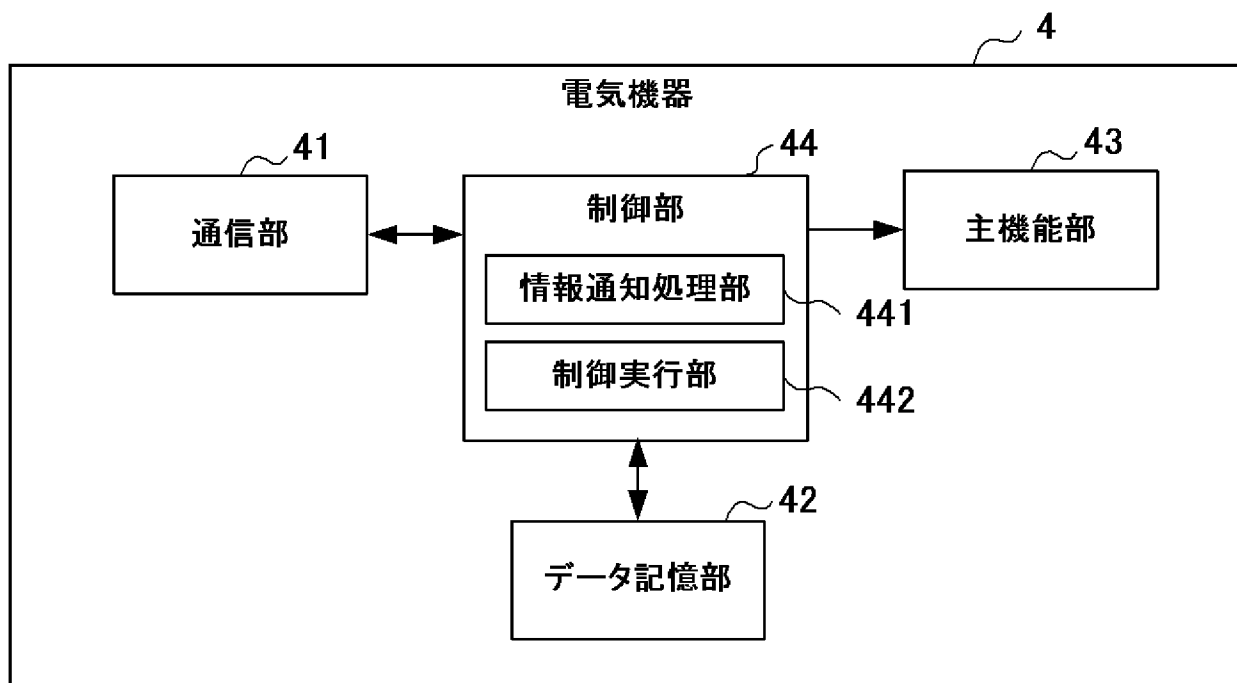 4
電気機器
41
通信部
44
制御部
情報通知処理部
441
制御実行部
442
43
主機能部
42
データ記憶部